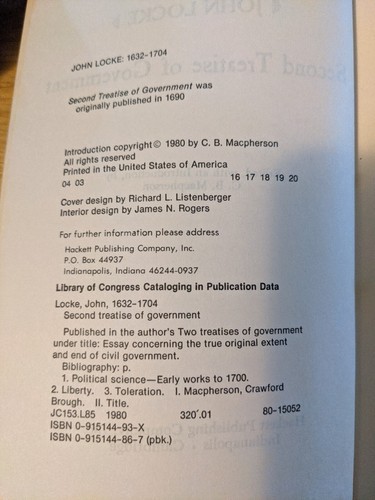 JOHN LOCKE: 1632-1704
Second Treatise of Government was
originally published in 1690
Introduction copyright © 1980 by C. B. Macpherson
All rights reserved
Printed in the United States of America
04 03 16 17 18 19 20
Cover design by Richard L. Listenberger
Interior design by James N. Rogers
For further information please address
Hackett Publishing Company, Inc.
P.O. Box 44937
Indianapolis, Indiana 46244-0937
Library of Congress Cataloging in Publication Data
Locke, John, 1632-1704
Second treatise of government
Published in the author's Two treatises of government
under title: Essay concerning the true original extent
and end of civil government.
Bibliography: p.
1. Political science—Early works to 1700.
2. Liberty. 3. Toleration. I. Macpherson, Crawford
Brough. II. Title.
JC153.L85 1980 320'.01 80-15052
ISBN 0-915144-93-X
ISBN 0-915144-86-7 (pbk.)